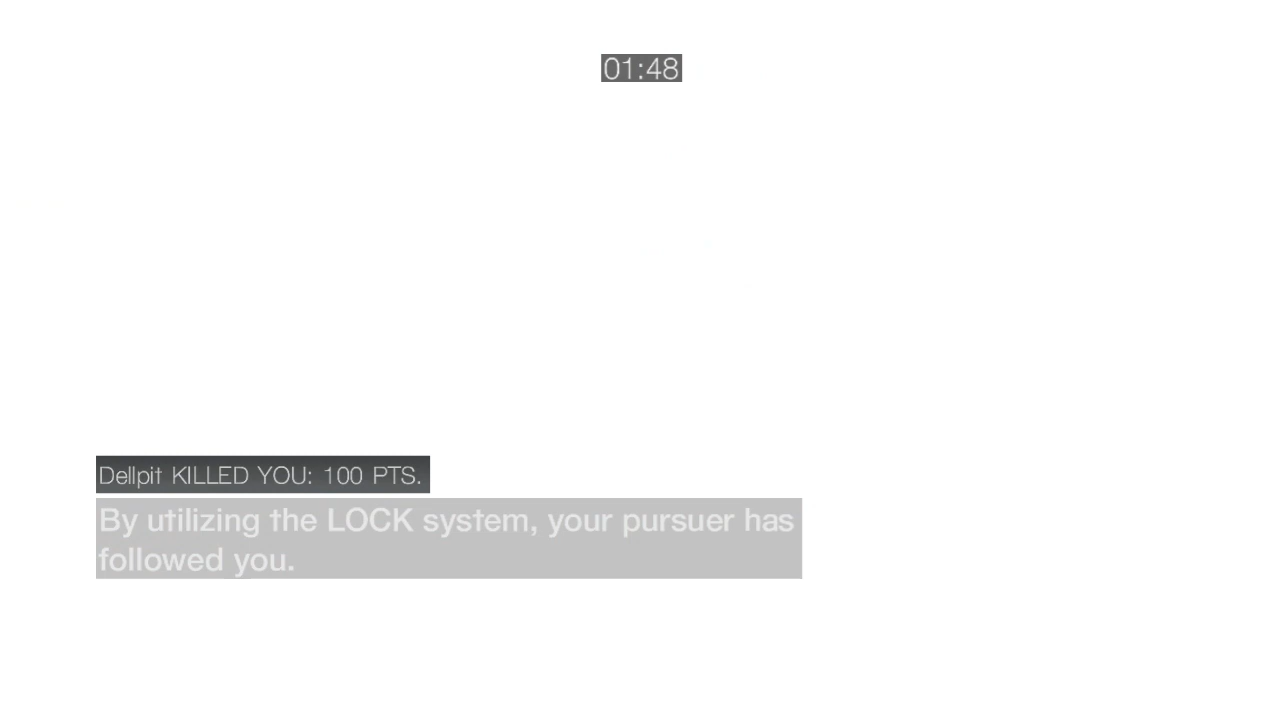 01:48
Dellpit KILLED YOU: 100 PTS.
By utilizing the LOCK system, your pursuer has
followed you.